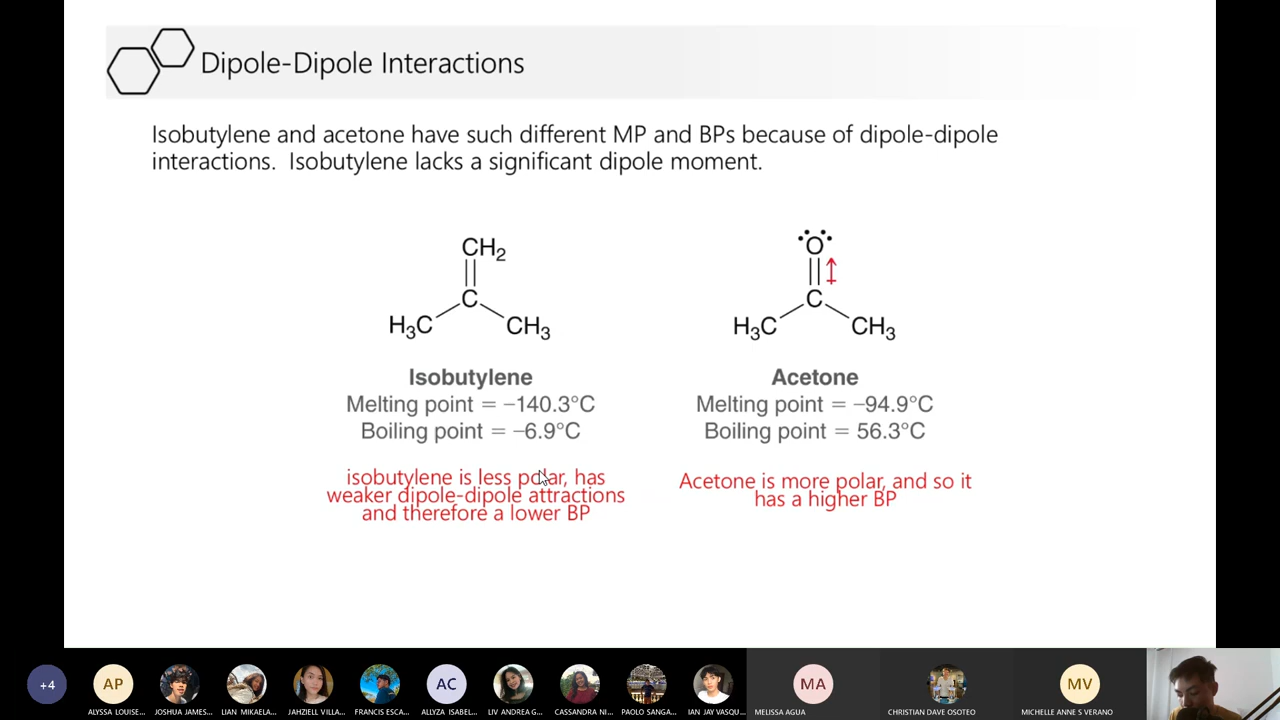 Dipole-Dipole Interactions
Isobutylene and acetone have such different MP and BPs because of dipole-dipole
interactions. Isobutylene lacks a significant dipole moment.
CH₂
C
H₃C
CH₃
Isobutylene
Melting point = −140.3°C
Boiling point = −6.9°C
isobutylene is less polar, has
weaker dipole-dipole attractions
and therefore a lower BP
O
C
H₃C
CH₃
Acetone
Melting point = −94.9°C
Boiling point = 56.3°C
Acetone is more polar, and so it
has a higher BP
+4
AP
ALYSSA LOUISE...
JOSHUA JAMES...
LIAN MIKAELA...
JAHZIELL VILLA...
FRANCIS ESCA...
AC
ALLYZA ISABEL...
LIV ANDREA G...
CASSANDRA NI...
PAOLO SANGA...
IAN JAY VASQU...
MA
MELISSA AGUA
CHRISTIAN DAVE OSOTEO
MV
MICHELLE ANNE S VERANO